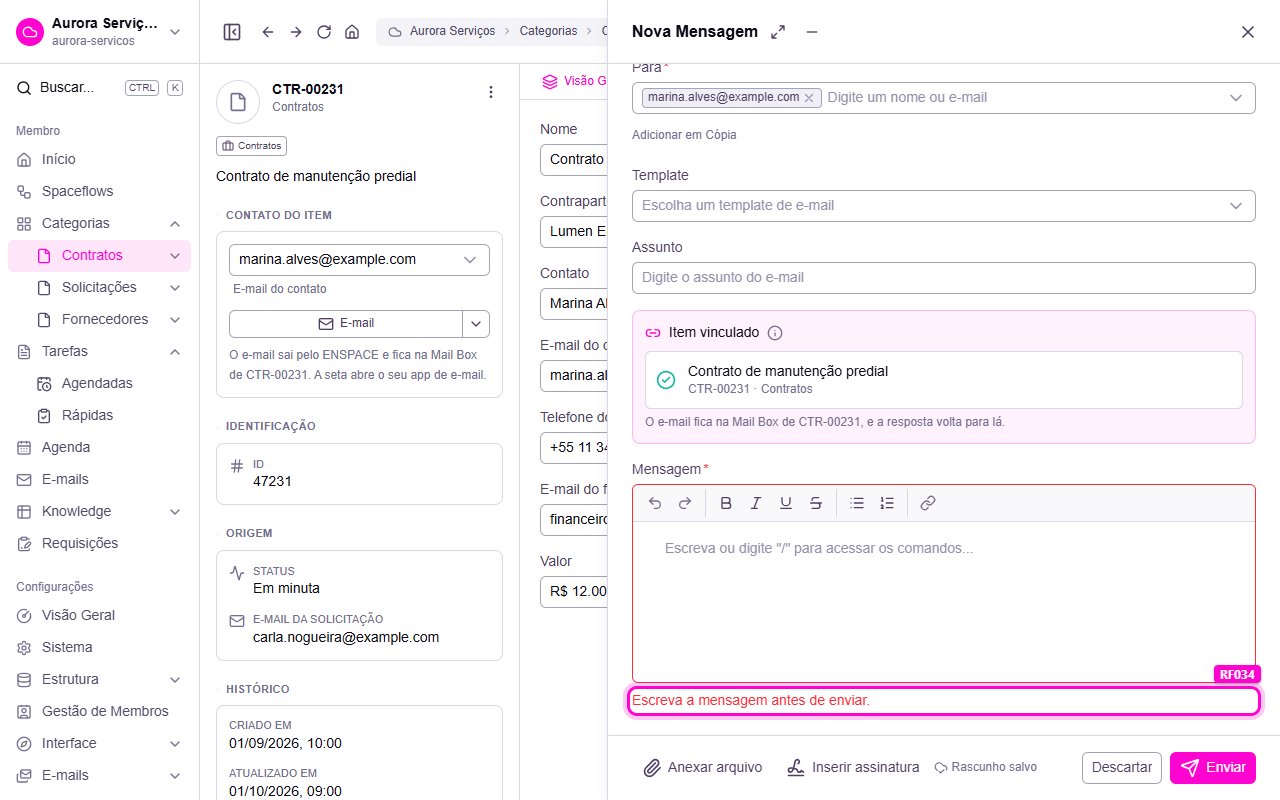 Aurora Serviç...
aurora-servicos
Buscar... CTRL K
Membro
Início
Spaceflows
Categorias
Contratos
Solicitações
Fornecedores
Tarefas
Agendadas
Rápidas
Agenda
E-mails
Knowledge
Requisições
Configurações
Visão Geral
Sistema
Estrutura
Gestão de Membros
Interface
E-mails
Aurora Serviços > Categorias > C
CTR-00231
Contratos
Contratos
Contrato de manutenção predial
CONTATO DO ITEM
marina.alves@example.com
E-mail do contato
E-mail
O e-mail sai pelo ENSPACE e fica na Mail Box
de CTR-00231. A seta abre o seu app de e-mail.
IDENTIFICAÇÃO
ID
47231
ORIGEM
STATUS
Em minuta
E-MAIL DA SOLICITAÇÃO
carla.nogueira@example.com
HISTÓRICO
CRIADO EM
01/09/2026, 10:00
ATUALIZADO EM
01/10/2026, 09:00
Visão G
Nome
Contrato
Contrapart
Lumen E
Contato
Marina Al
E-mail do c
marina.al
Telefone do
+55 11 34
E-mail do f
financeiro
Valor
R$ 12.00
Nova Mensagem
Para*
marina.alves@example.com Digite um nome ou e-mail
Adicionar em Cópia
Template
Escolha um template de e-mail
Assunto
Digite o assunto do e-mail
Item vinculado
Contrato de manutenção predial
CTR-00231 · Contratos
O e-mail fica na Mail Box de CTR-00231, e a resposta volta para lá.
Mensagem*
Escreva ou digite "/" para acessar os comandos...
RF034
Escreva a mensagem antes de enviar.
Anexar arquivo Inserir assinatura Rascunho salvo Descartar Enviar